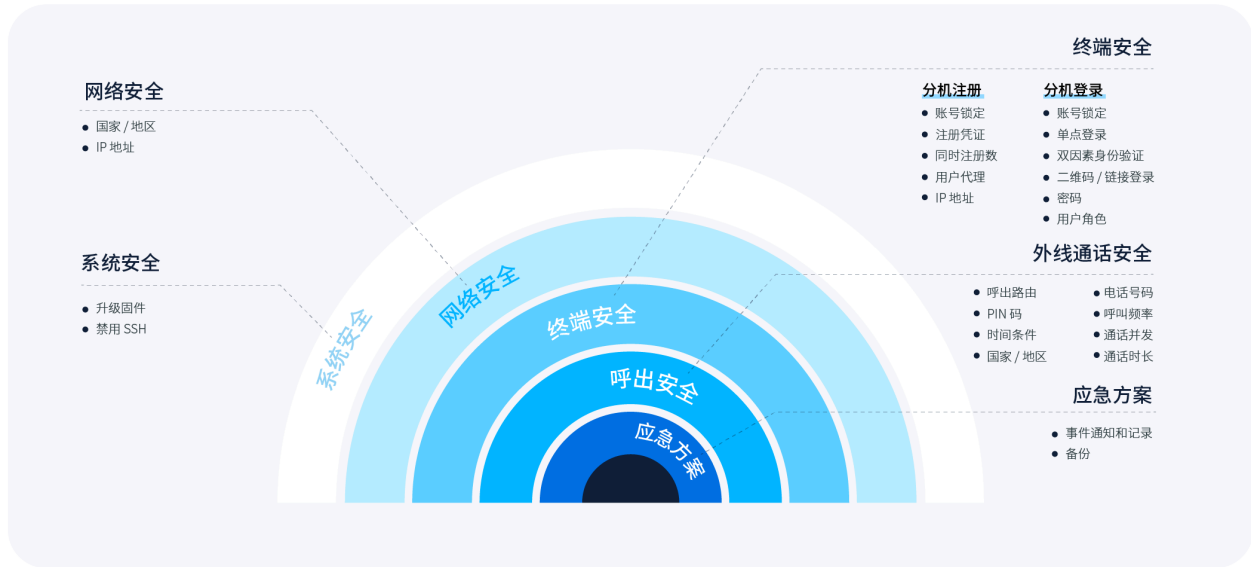 网络安全
国家 / 地区
IP 地址
系统安全
升级固件
禁用 SSH
系统安全
网络安全
终端安全
呼出安全
应急方案
终端安全
分机注册
账号锁定
注册凭证
同时注册数
用户代理
IP 地址
分机登录
账号锁定
单点登录
双因素身份验证
二维码 / 链接登录
密码
用户角色
外线通话安全
呼出路由
PIN 码
时间条件
国家 / 地区
电话号码
呼叫频率
通话并发
通话时长
应急方案
事件通知和记录
备份